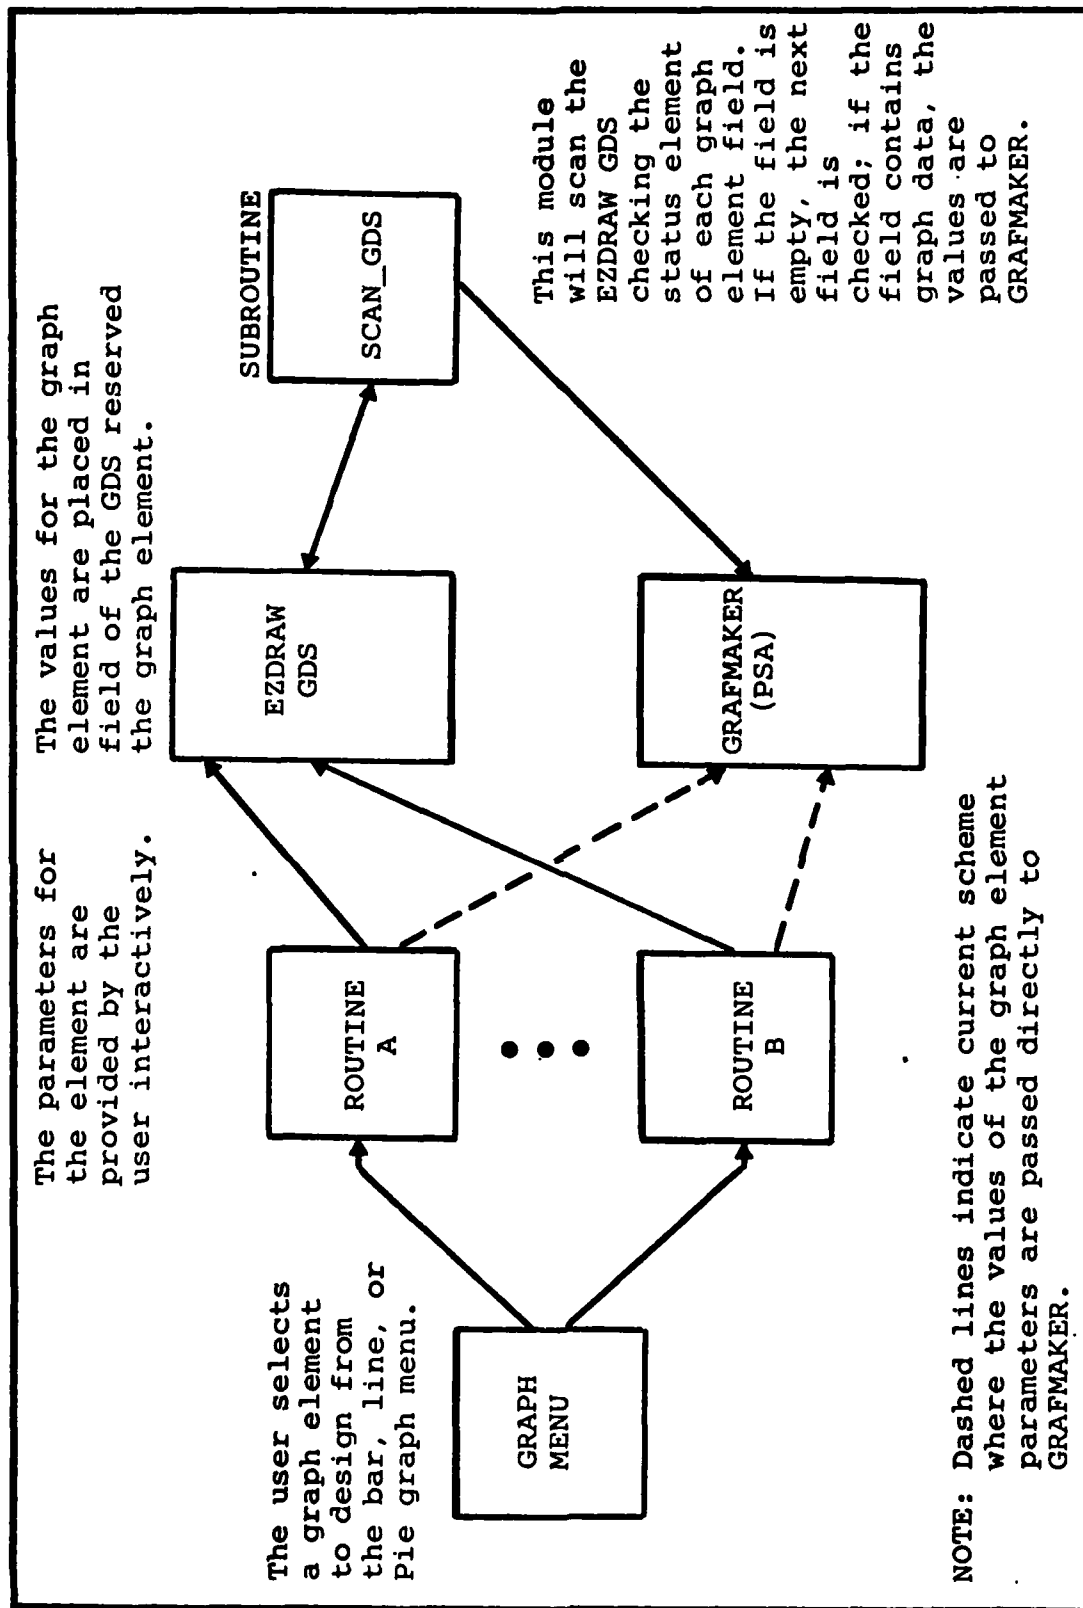 The user selects
a graph element
to design from
the bar, line, or
Pie graph menu.
GRAPH
MENU
The parameters for
the element are
provided by the
user interactively.
ROUTINE
A
ROUTINE
B
The values for the graph
element are placed in
field of the GDS reserved
the graph element.
EZDRAW
GDS
GRAFMAKER
(PSA)
SUBROUTINE
SCAN_GDS
This module
will scan the
EZDRAW GDS
checking the
status element
of each graph
element field.
If the field is
empty, the next
field is
checked; if the
field contains
graph data, the
values are
passed to
GRAFMAKER.
NOTE: Dashed lines indicate current scheme
where the values of the graph element
parameters are passed directly to
GRAFMAKER.